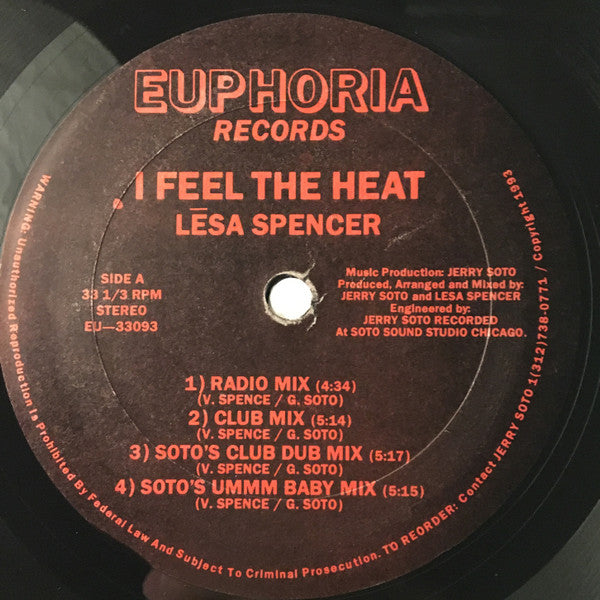 EUPHORIA
RECORDS
I FEEL THE HEAT
LĒSA SPENCER
SIDE A
33 1/3 RPM
STEREO
EU—33093
Music Production: JERRY SOTO
Produced, Arranged and Mixed by:
JERRY SOTO and LESA SPENCER
Engineered by:
JERRY SOTO RECORDED
At SOTO SOUND STUDIO CHICAGO.
1) RADIO MIX (4:34)
(V. SPENCE / G. SOTO)
2) CLUB MIX (5:14)
(V. SPENCE / G. SOTO)
3) SOTO'S CLUB DUB MIX (5:17)
(V. SPENCE / G. SOTO)
4) SOTO'S UMMM BABY MIX (5:15)
(V. SPENCE / G. SOTO)
WARNING: Unauthorized Reproduction Is Prohibited By Federal Law And Subject To Criminal Prosecution. TO REORDER: Contact JERRY SOTO 1(312)738-0771 / Copyright 1993